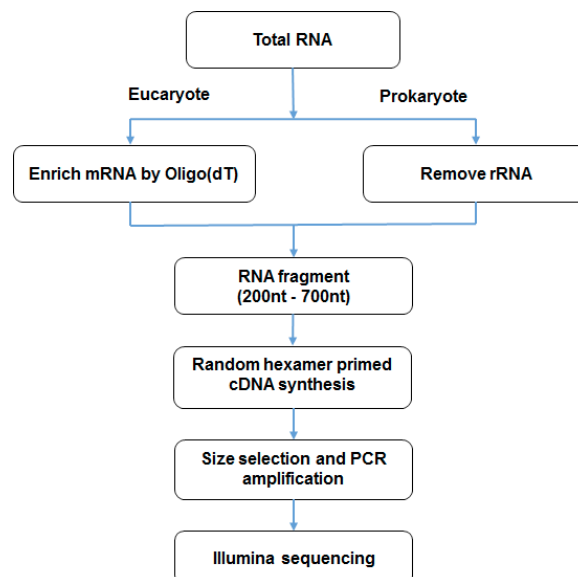 Total RNA
Eucaryote
Prokaryote
Enrich mRNA by Oligo(dT)
Remove rRNA
RNA fragment
(200nt - 700nt)
Random hexamer primed
cDNA synthesis
Size selection and PCR
amplification
Illumina sequencing